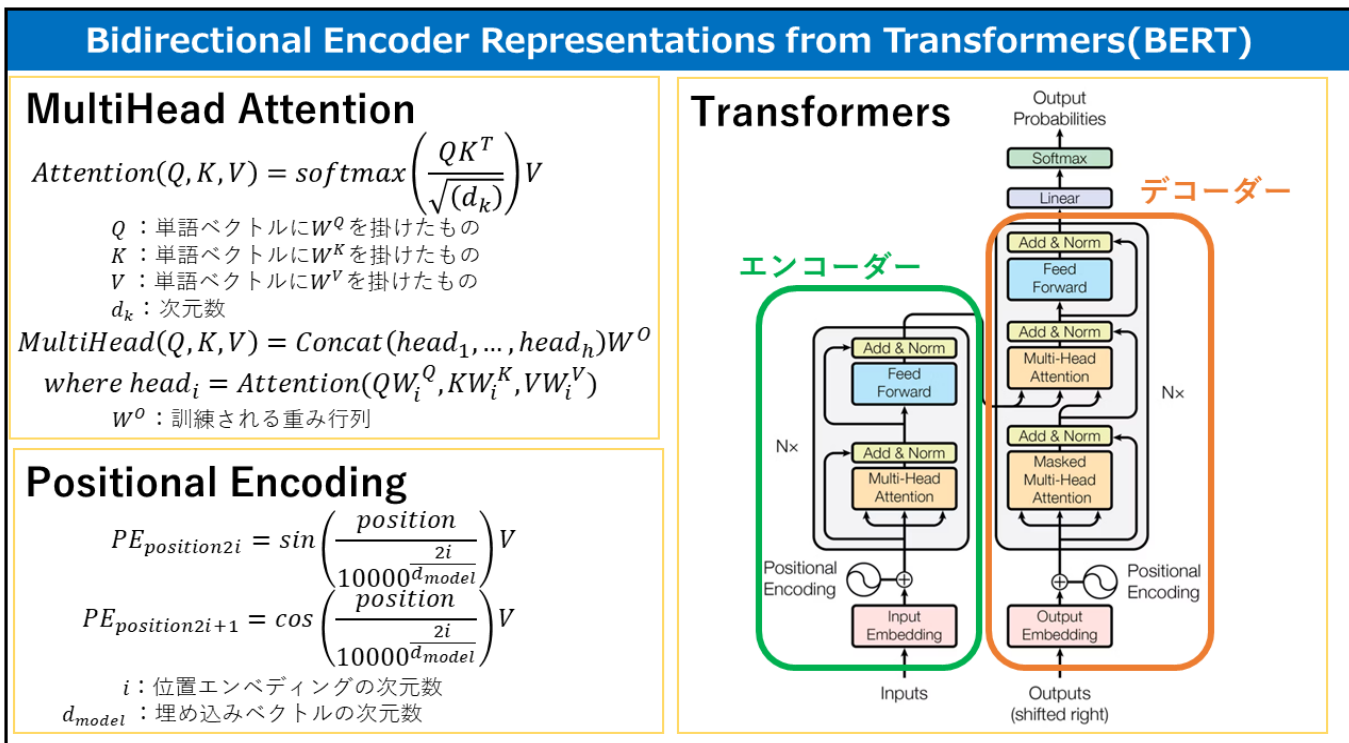 Bidirectional Encoder Representations from Transformers(BERT)
MultiHead Attention
Attention(Q, K, V) = softmax(QK^T / √(d_k))V
Q ：単語ベクトルにW^Qを掛けたもの
K ：単語ベクトルにW^Kを掛けたもの
V ：単語ベクトルにW^Vを掛けたもの
d_k：次元数
MultiHead(Q, K, V) = Concat(head_1, ..., head_h)W^O
where head_i = Attention(QW_i^Q, KW_i^K, VW_i^V)
W^O：訓練される重み行列
Positional Encoding
PE_position2i = sin(position / 10000^(2i / d_model))V
PE_position2i+1 = cos(position / 10000^(2i / d_model))V
i：位置エンベディングの次元数
d_model：埋め込みベクトルの次元数
Transformers
Output
Probabilities
Softmax
Linear
デコーダー
Add & Norm
Feed
Forward
Add & Norm
Multi-Head
Attention
N×
Add & Norm
Masked
Multi-Head
Attention
Positional
Encoding
Output
Embedding
Outputs
(shifted right)
エンコーダー
Add & Norm
Feed
Forward
N×
Add & Norm
Multi-Head
Attention
Positional
Encoding
Input
Embedding
Inputs